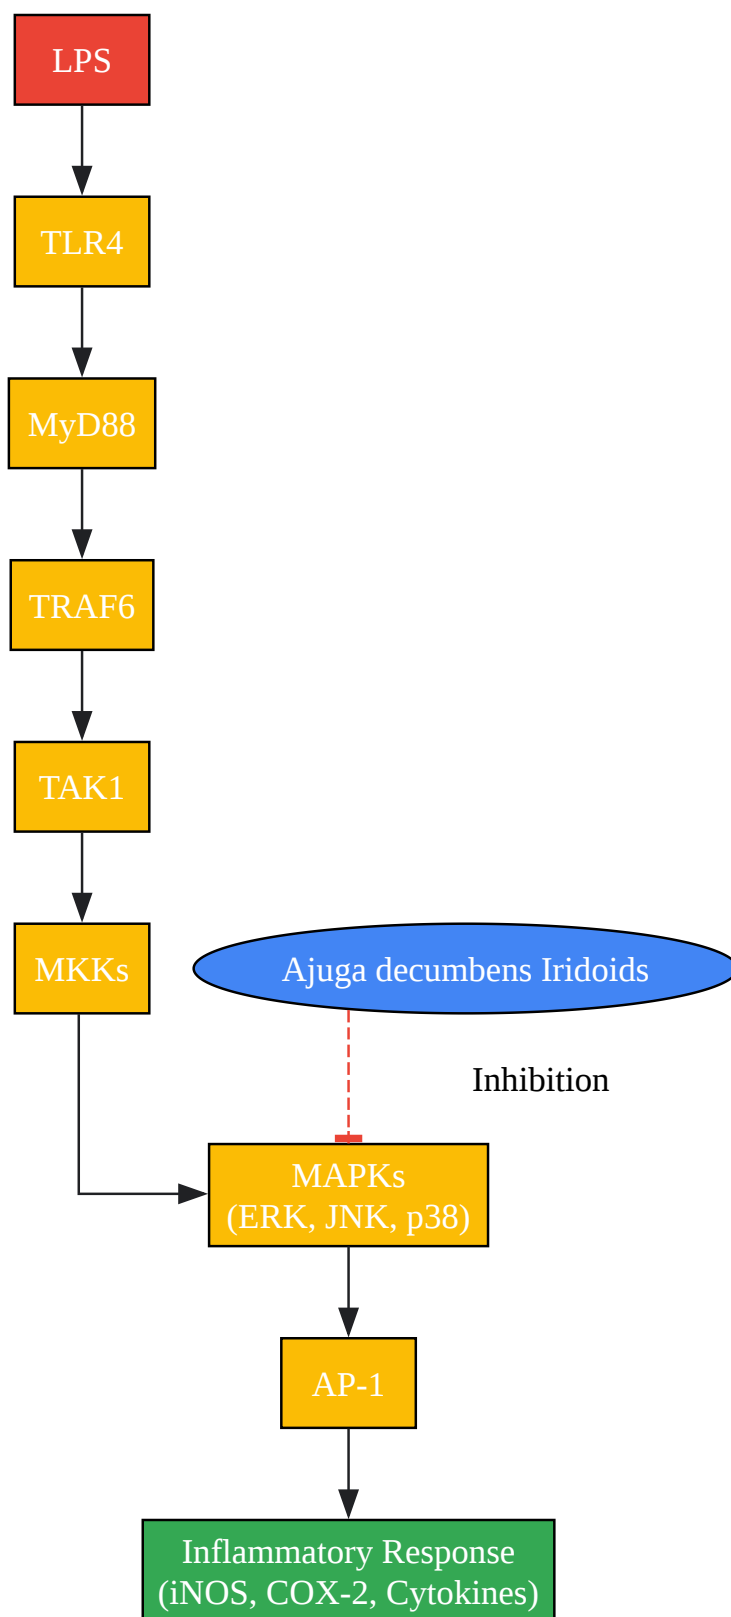 LPS
TLR4
MyD88
TRAF6
TAK1
MKKs
Ajuga decumbens Iridoids
Inhibition
MAPKs
(ERK, JNK, p38)
AP-1
Inflammatory Response
(iNOS, COX-2, Cytokines)